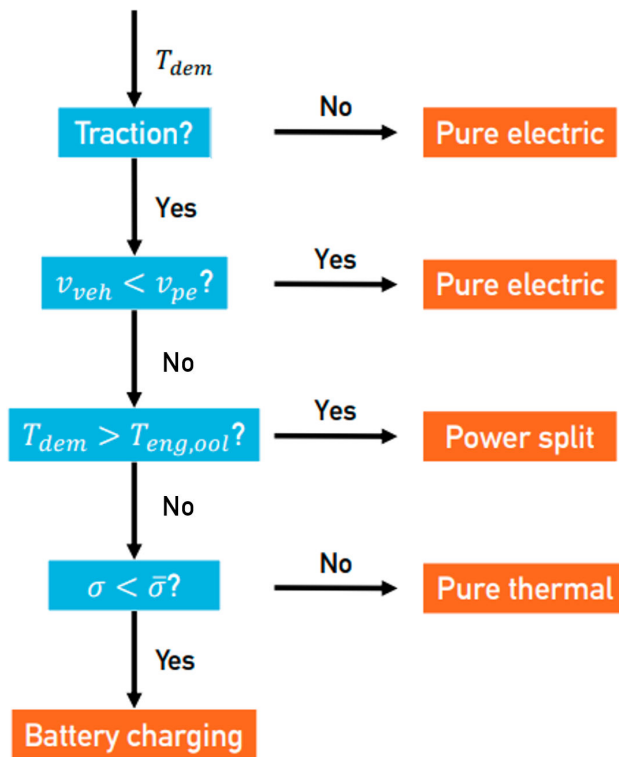 T_dem
Traction?
No
Pure electric
Yes
v_veh < v_pe?
Yes
Pure electric
No
T_dem > T_eng,ool?
Yes
Power split
No
σ < σ̄?
No
Pure thermal
Yes
Battery charging